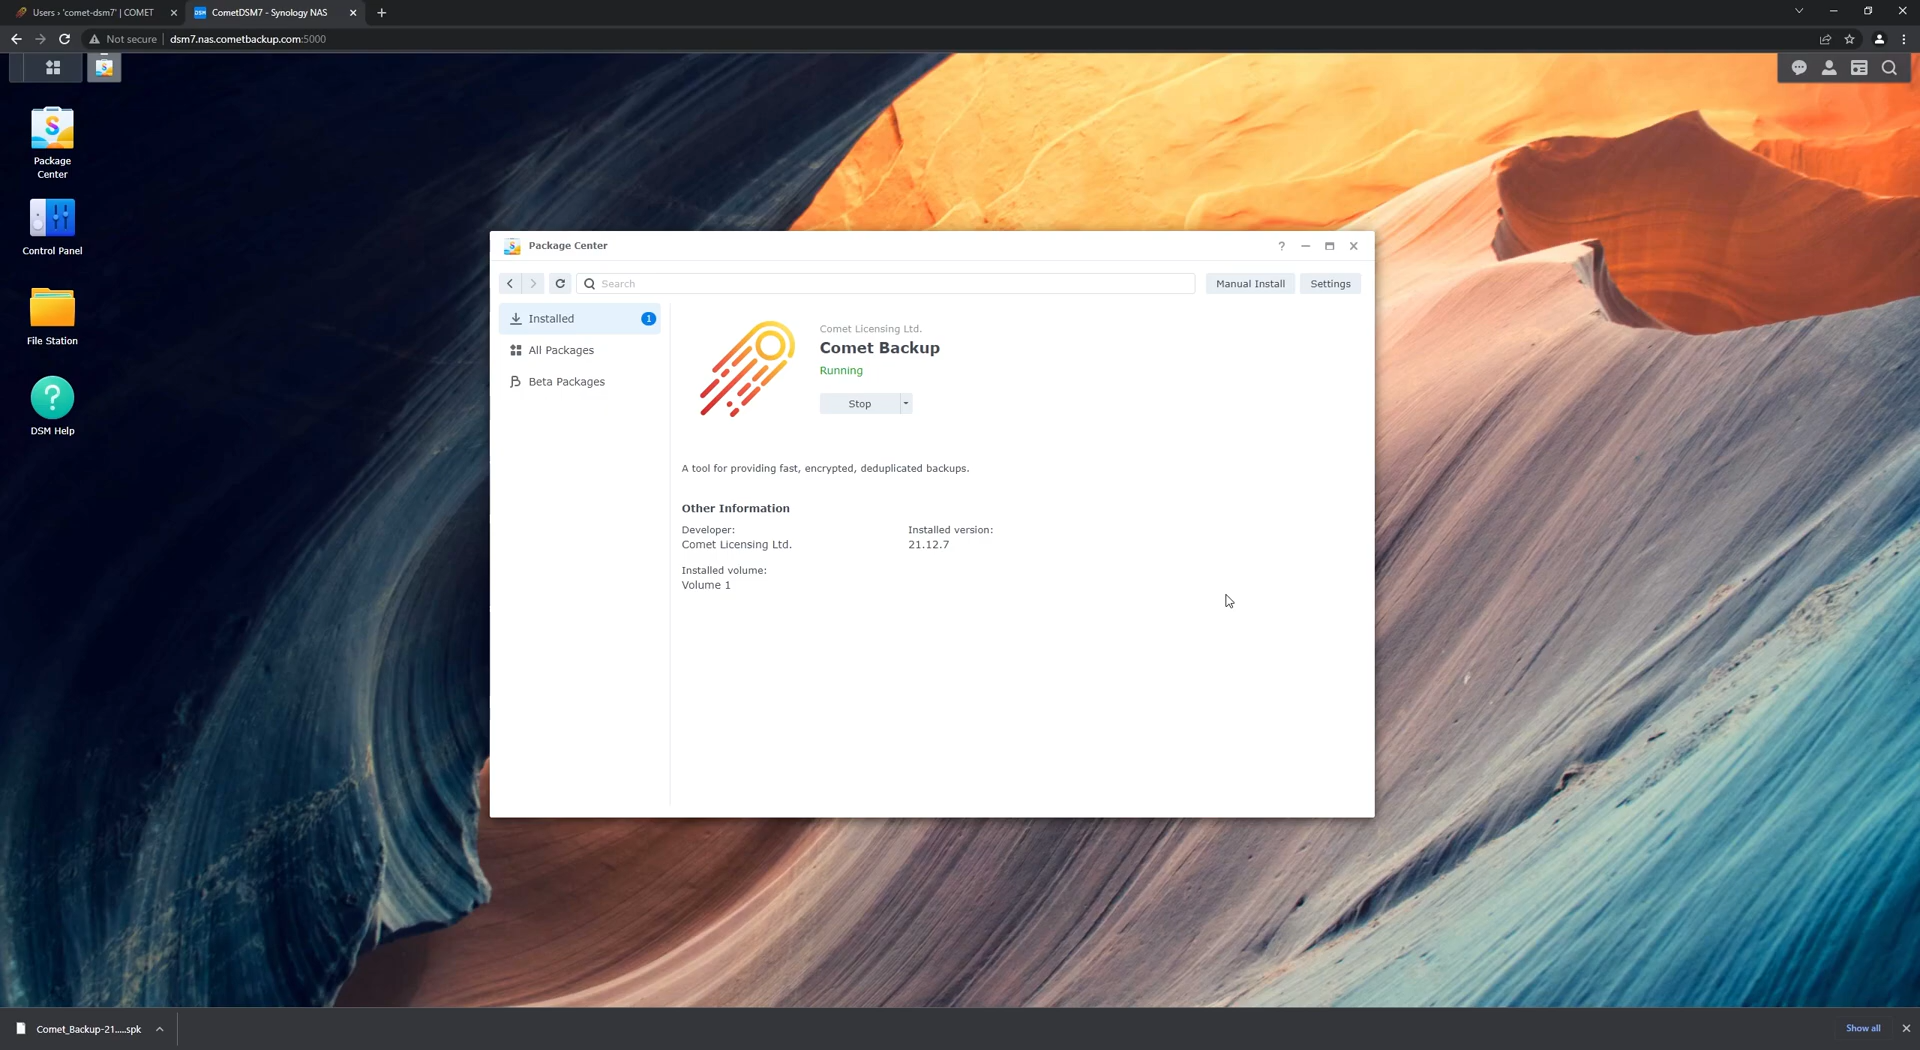 Users › 'comet-dsm7' | COMET
DSM CometDSM7 - Synology NAS
Not secure dsm7.nas.cometbackup.com:5000
S
Package
Center
Control Panel
File Station
?
DSM Help
S Package Center
?
Search
Manual Install
Settings
Installed 1
All Packages
Beta Packages
Comet Licensing Ltd.
Comet Backup
Running
Stop
A tool for providing fast, encrypted, deduplicated backups.
Other Information
Developer:
Comet Licensing Ltd.
Installed version:
21.12.7
Installed volume:
Volume 1
Comet_Backup-21.....spk
Show all